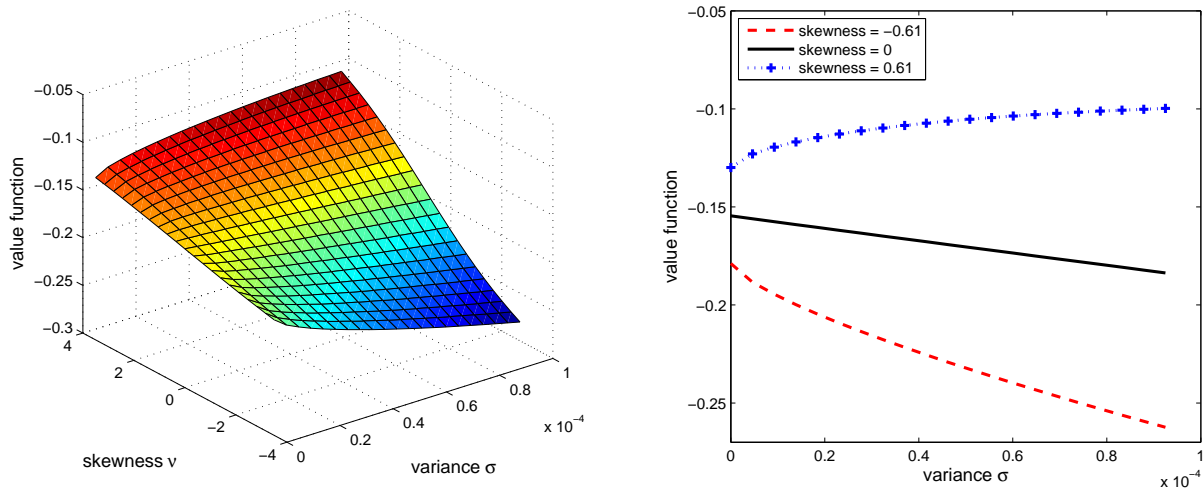 −0.05
−0.1
−0.15
−0.2
−0.25
−0.3
value function
4
2
0
−2
−4
skewness ν
0
0.2
0.4
0.6
0.8
1
x 10⁻⁴
variance σ
−0.05
−0.1
−0.15
−0.2
−0.25
value function
skewness = −0.61
skewness = 0
skewness = 0.61
0
0.2
0.4
0.6
0.8
1
x 10⁻⁴
variance σ